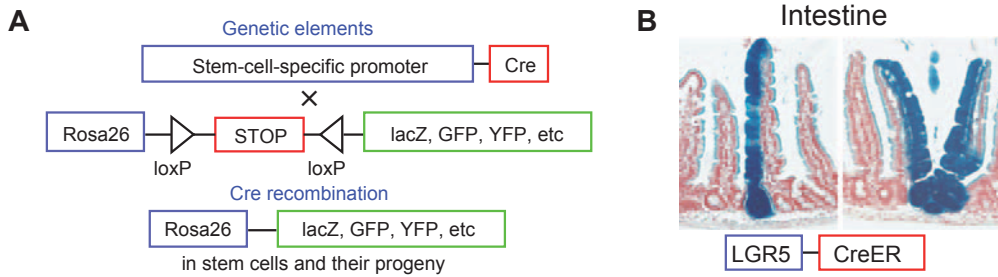 A
Genetic elements
Stem-cell-specific promoter
Cre
×
Rosa26
STOP
lacZ, GFP, YFP, etc
loxP
loxP
Cre recombination
Rosa26
lacZ, GFP, YFP, etc
in stem cells and their progeny
B
Intestine
LGR5
CreER